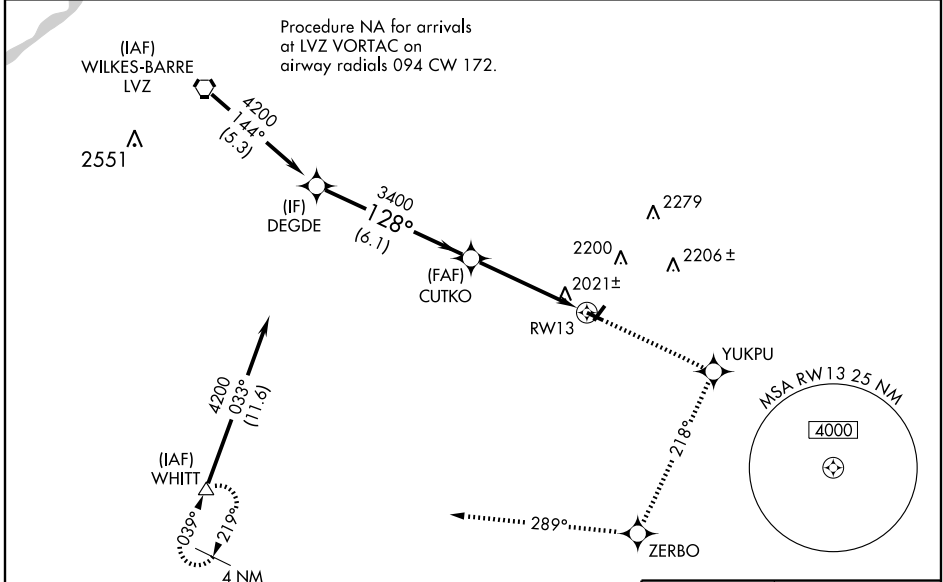 Procedure NA for arrivals
at LVZ VORTAC on
airway radials 094 CW 172.
(IAF)
WILKES-BARRE
LVZ
4200
144°
(5.3)
2551
(IF)
DEGDE
3400
128°
(6.1)
(FAF)
CUTKO
2279
2200
2206±
2021±
RW13
YUKPU
MSA RW13 25 NM
4000
4200
033°
(11.6)
(IAF)
WHITT
039°
219°
4 NM
218°
289°
ZERBO